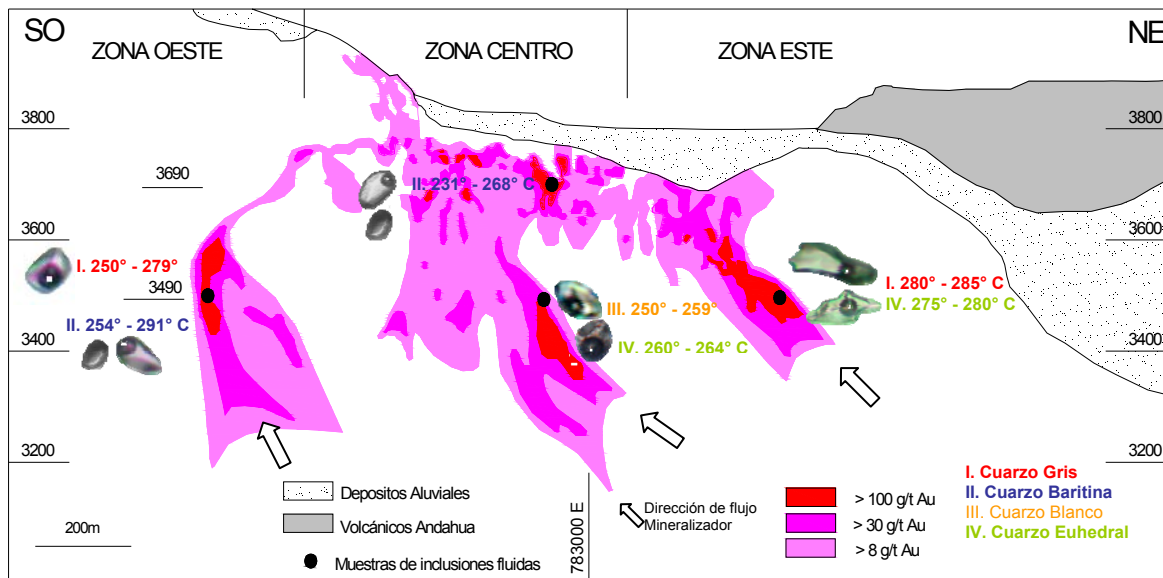 SO
NE
ZONA OESTE
ZONA CENTRO
ZONA ESTE
3800
3800
3690
II. 231° - 268° C
3600
3600
I. 250° - 279°
3490
II. 254° - 291° C
III. 250° - 259°
IV. 260° - 264° C
I. 280° - 285° C
IV. 275° - 280° C
3400
3400
3200
3200
Depositos Aluviales
Volcánicos Andahua
Muestras de inclusiones fluidas
200m
783000 E
Dirección de flujo
Mineralizador
> 100 g/t Au
> 30 g/t Au
> 8 g/t Au
I. Cuarzo Gris
II. Cuarzo Baritina
III. Cuarzo Blanco
IV. Cuarzo Euhedral